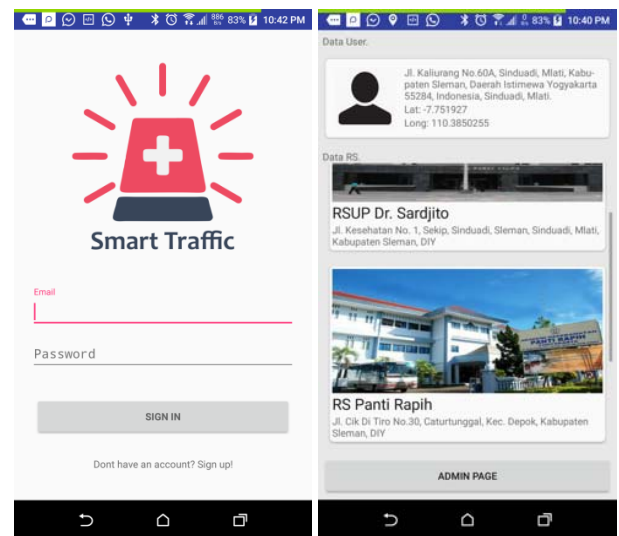 886 B/s 83% 10:42 PM
Smart Traffic
Email
Password
SIGN IN
Dont have an account? Sign up!
83% 10:40 PM
Data User.
Jl. Kaliurang No.60A, Sinduadi, Mlati, Kabu-
paten Sleman, Daerah Istimewa Yogyakarta
55284, Indonesia, Sinduadi, Mlati.
Lat: -7.751927
Long: 110.3850255
Data RS.
RSUP Dr. Sardjito
Jl. Kesehatan No. 1, Sekip, Sinduadi, Sleman, Sinduadi, Mlati,
Kabupaten Sleman, DIY
PANTI RAPIH
RS Panti Rapih
Jl. Cik Di Tiro No.30, Caturtunggal, Kec. Depok, Kabupaten
Sleman, DIY
ADMIN PAGE